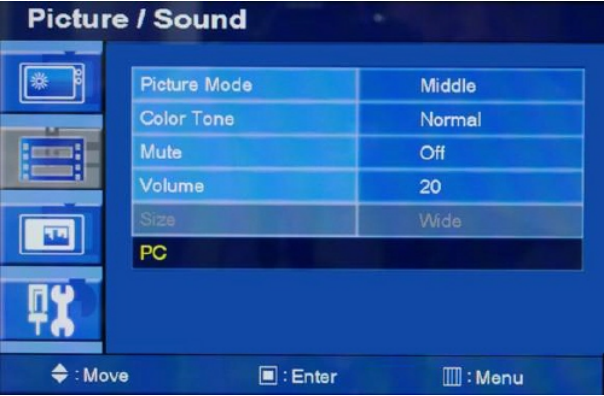 Picture / Sound
Picture Mode Middle
Color Tone Normal
Mute Off
Volume 20
Size Wide
PC
: Move : Enter : Menu